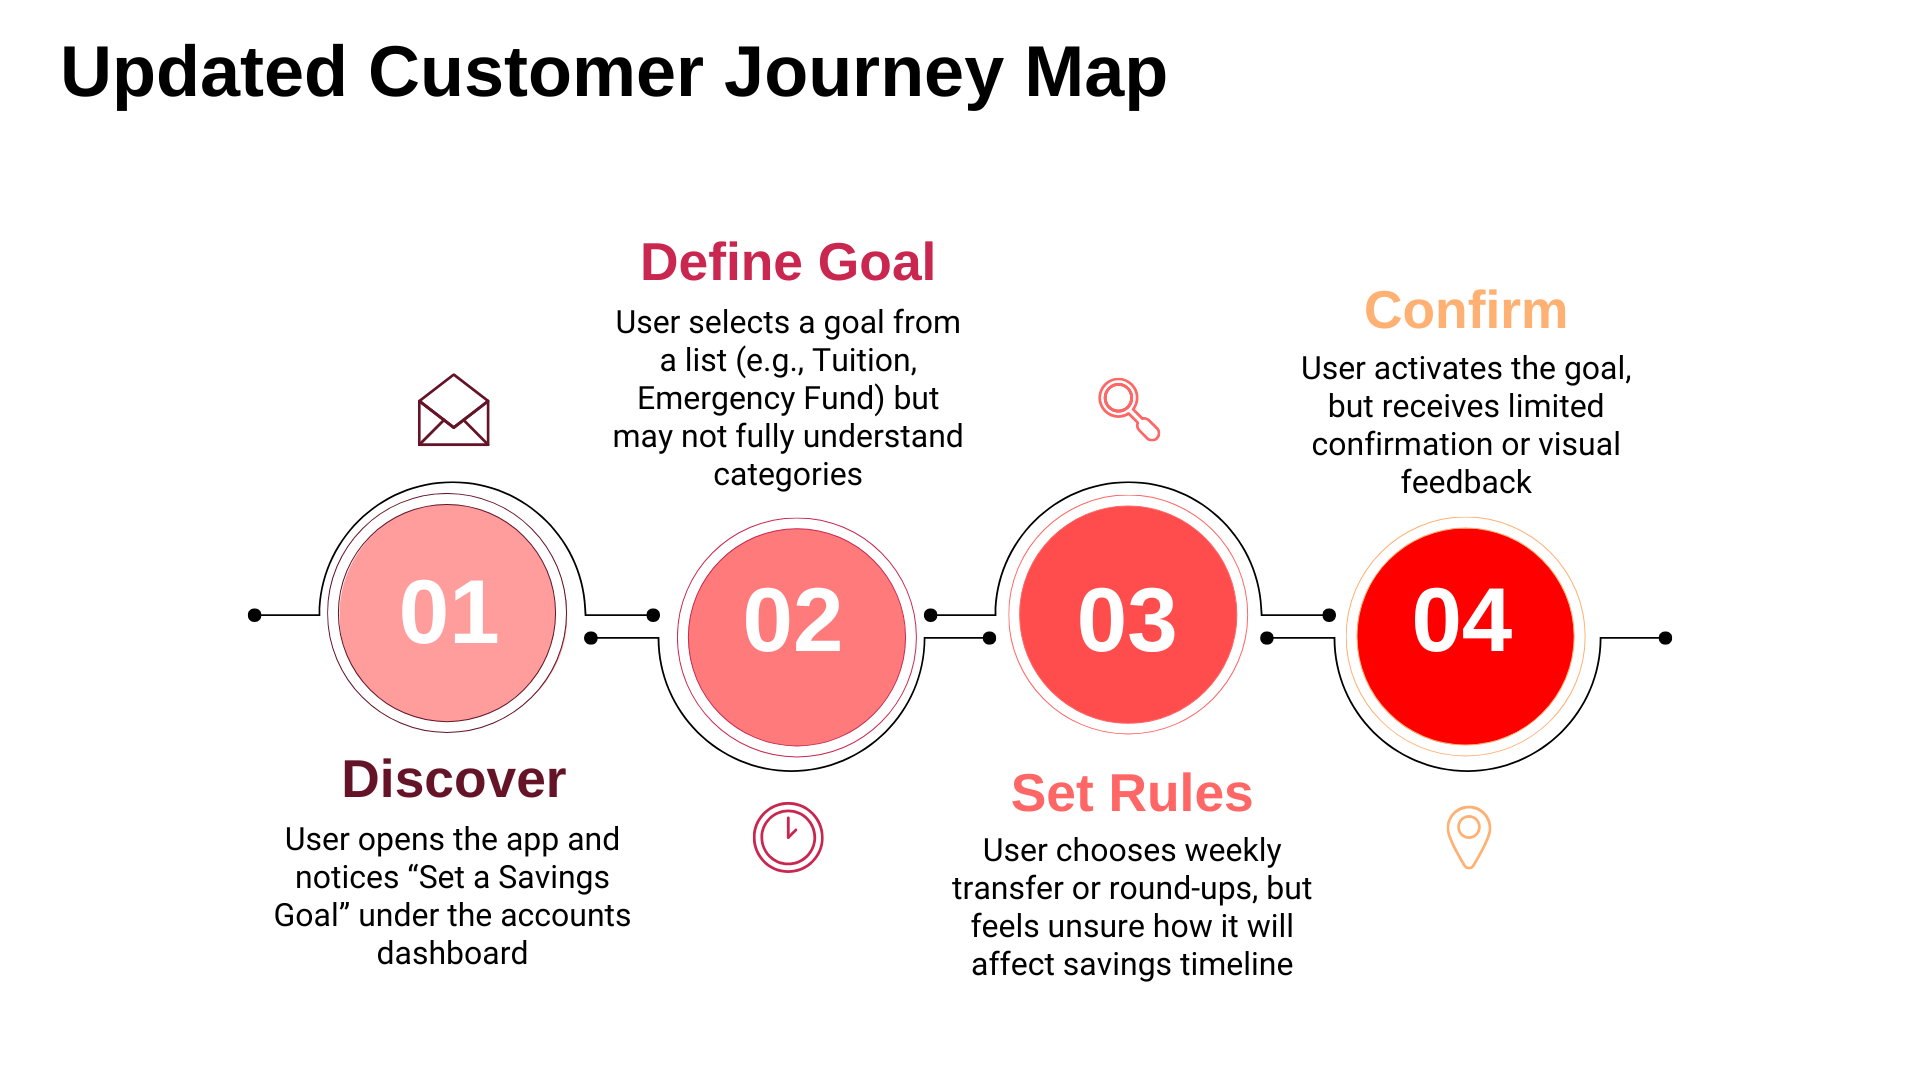 Updated Customer Journey Map
01
Discover
User opens the app and
notices “Set a Savings
Goal” under the accounts
dashboard
Define Goal
User selects a goal from
a list (e.g., Tuition,
Emergency Fund) but
may not fully understand
categories
02
03
Set Rules
User chooses weekly
transfer or round-ups, but
feels unsure how it will
affect savings timeline
Confirm
User activates the goal,
but receives limited
confirmation or visual
feedback
04